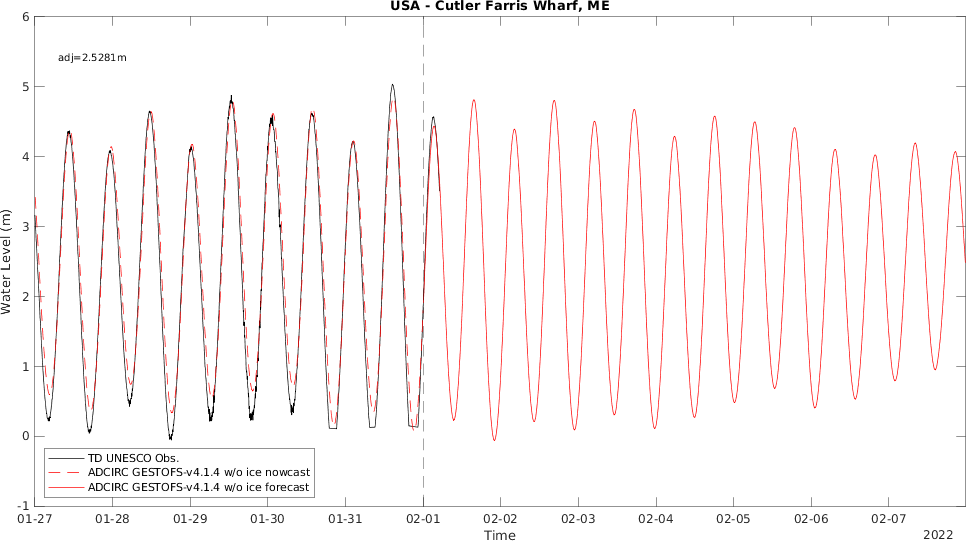 USA - Cutler Farris Wharf, ME
adj=2.5281m
6
5
4
3
2
1
0
-1
Water Level (m)
TD UNESCO Obs.
ADCIRC GESTOFS-v4.1.4 w/o ice nowcast
ADCIRC GESTOFS-v4.1.4 w/o ice forecast
01-27 01-28 01-29 01-30 01-31 02-01 02-02 02-03 02-04 02-05 02-06 02-07
Time
2022